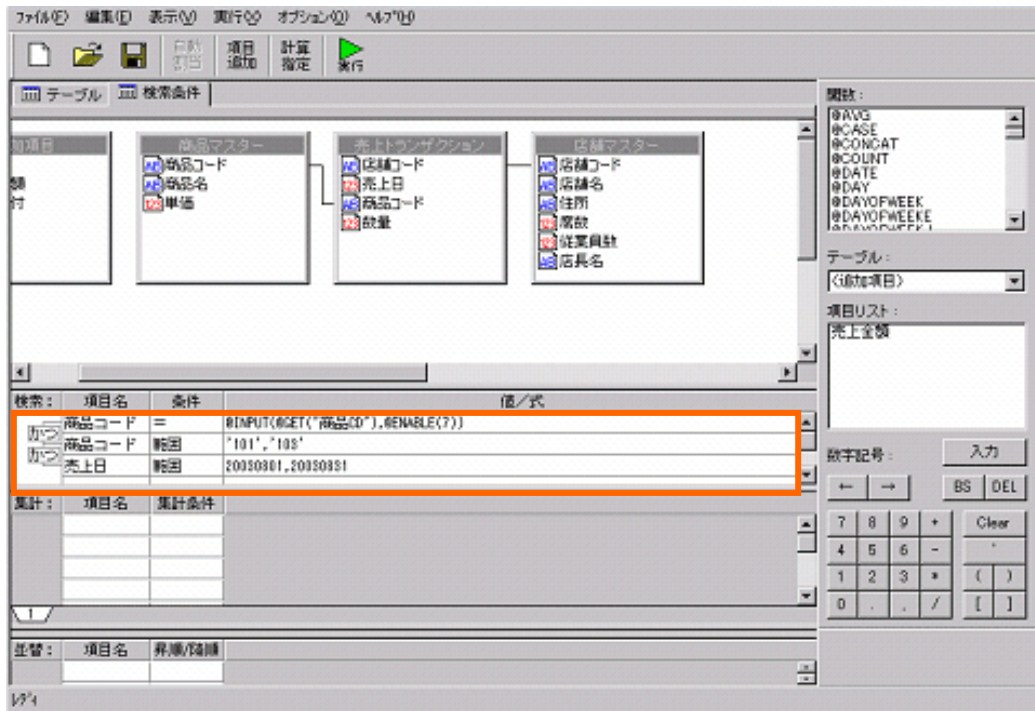 ファイル(F) 編集(E) 表示(V) 実行(X) オプション(O) ヘルプ(H)
自動割当 項目追加 計算指定 実行
テーブル 検索条件
加項目 商品マスター 売上トランザクション 店舗マスター
額
付
商品コード
商品名
単価
店舗コード
売上日
商品コード
数量
店舗コード
店舗名
住所
席数
従業員数
店長名
関数：
@AVG
@CASE
@CONCAT
@COUNT
@DATE
@DAY
@DAYOFWEEK
@DAYOFWEEKE
@DAYOFWEEKJ
テーブル：
<追加項目>
項目リスト：
売上金額
数字記号： 入力
← → BS DEL
7 8 9 + Clear
4 5 6 - '
1 2 3 * ( )
0 . , / [ ]
検索： 項目名 条件 値／式
かつ 商品コード = @INPUT(@GET("商品CD"),@ENABLE(7))
かつ 商品コード 範囲 '101','103'
売上日 範囲 20030801,20030831
集計： 項目名 集計条件
1
並替： 項目名 昇順/降順
ﾚﾃﾞｨ